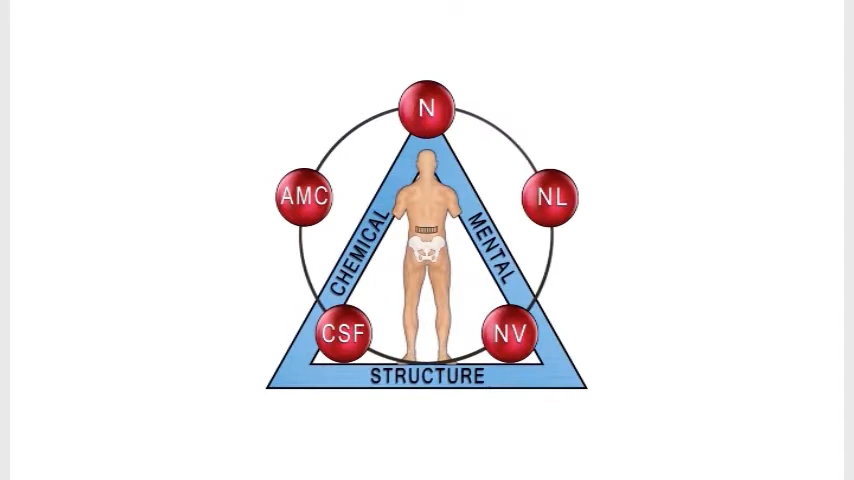 N
AMC
NL
CHEMICAL
MENTAL
CSF
NV
STRUCTURE